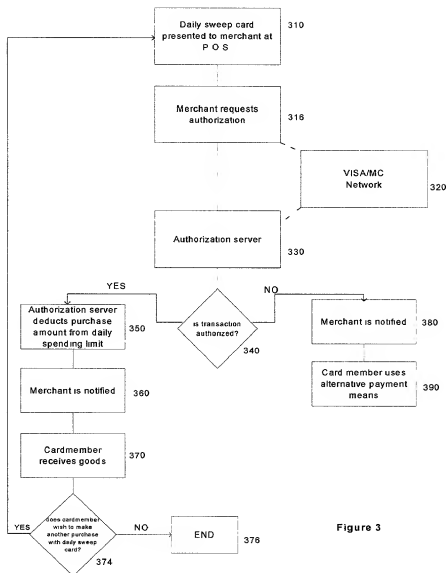 Daily sweep card
presented to merchant at
P O S
310
Merchant requests
authorization
316
VISA/MC
Network
320
Authorization server
330
YES
NO
is transaction
authorized?
340
Authorization server
deducts purchase
amount from daily
spending limit
350
Merchant is notified
380
Merchant is notified
360
Card member uses
alternative payment
means
390
Cardmember
receives goods
370
YES
does cardmember
wish to make
another purchase
with daily sweep
card?
374
NO
END
376
Figure 3